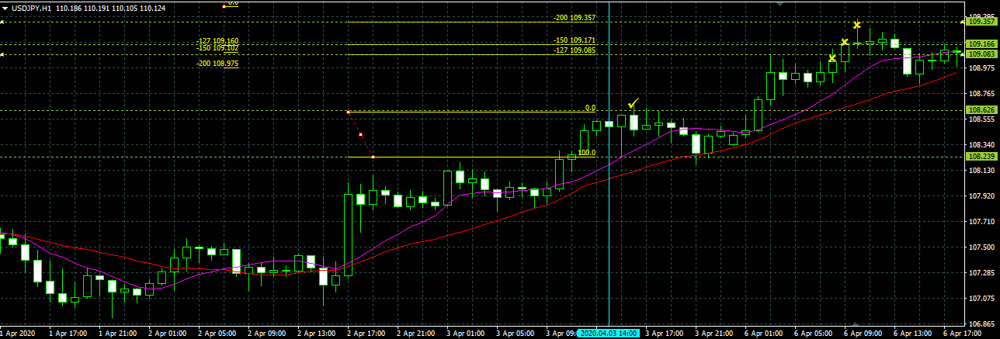 USDJPY,H1 110.186 110.191 110.105 110.124
0.0
-200 109.357
-127 109.160
-150 109.102
-200 108.975
-150 109.171
-127 109.085
0.0
100.0
109.357
109.166
109.083
108.975
108.765
108.626
108.555
108.340
108.239
108.130
107.920
107.710
107.500
107.285
107.075
106.865
1 Apr 2020
1 Apr 17:00
1 Apr 21:00
2 Apr 01:00
2 Apr 05:00
2 Apr 09:00
2 Apr 13:00
2 Apr 17:00
2 Apr 21:00
3 Apr 01:00
3 Apr 05:00
3 Apr 09:
2020.04.03 14:00
3 Apr 17:00
3 Apr 21:00
6 Apr 01:00
6 Apr 05:00
6 Apr 09:00
6 Apr 13:00
6 Apr 17:00